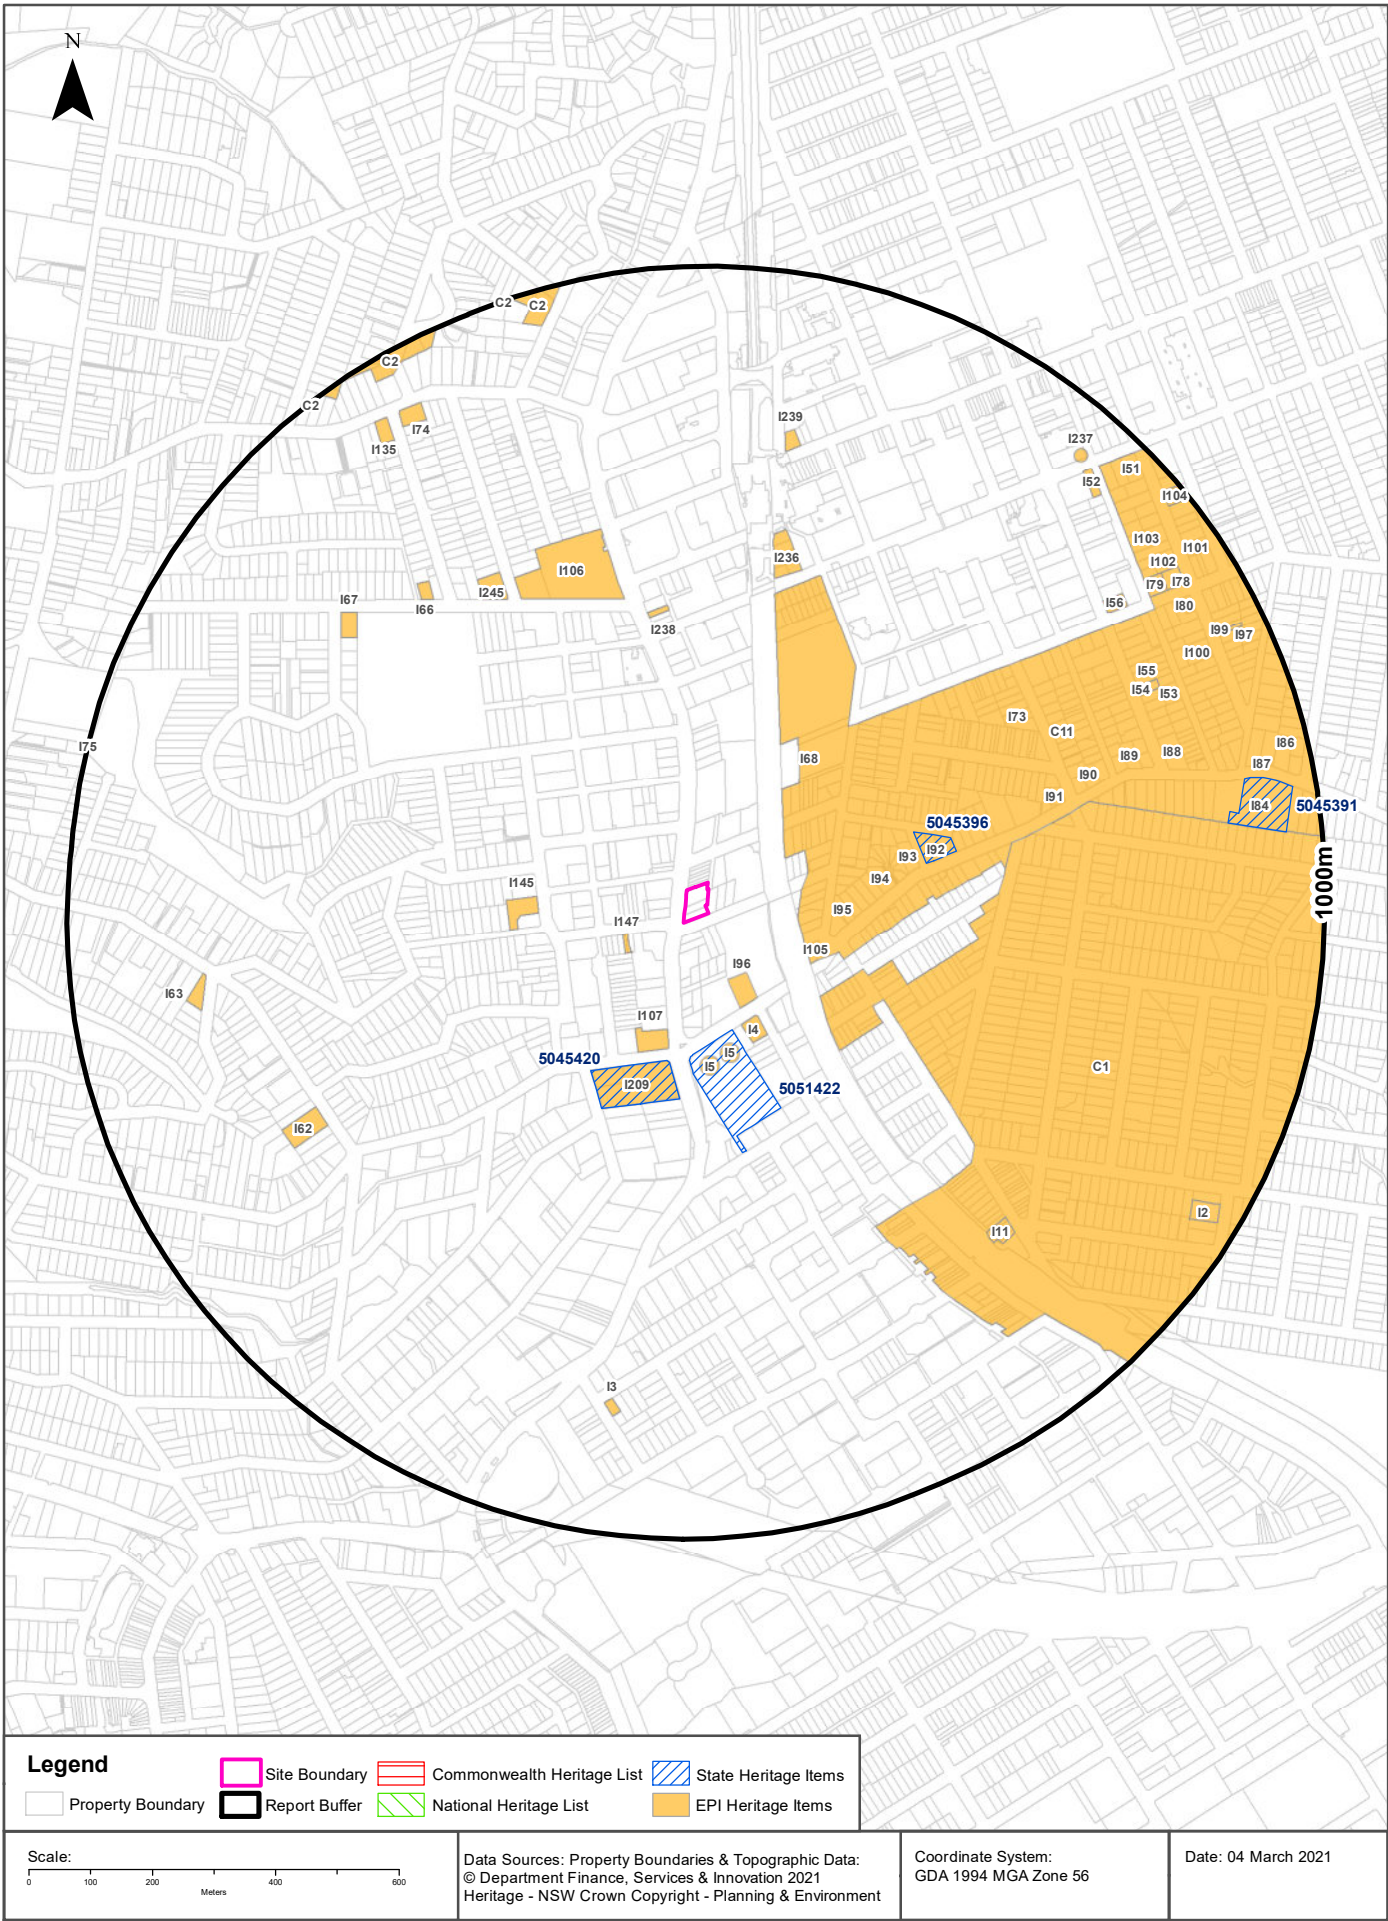 N
C2
C2
C2
C2
I74
I135
I239
I237
I51
I52
I104
I103
I101
I102
I236
I106
I79
I78
I245
I67
I66
I56
I80
I238
I99
I97
I100
I55
I54
I53
I73
C11
I75
I68
I89
I88
I86
I87
I90
I91
I84
5045391
5045396
I92
I93
1000m
I94
I145
I95
I147
I105
I96
I63
I107
I4
I5
5045420
I5
C1
I209
5051422
I62
I2
I11
I3
Legend
Site Boundary
Commonwealth Heritage List
State Heritage Items
Property Boundary
Report Buffer
National Heritage List
EPI Heritage Items
Scale:
0 100 200 400 600
Meters
Data Sources: Property Boundaries & Topographic Data:
© Department Finance, Services & Innovation 2021
Heritage - NSW Crown Copyright - Planning & Environment
Coordinate System:
GDA 1994 MGA Zone 56
Date: 04 March 2021